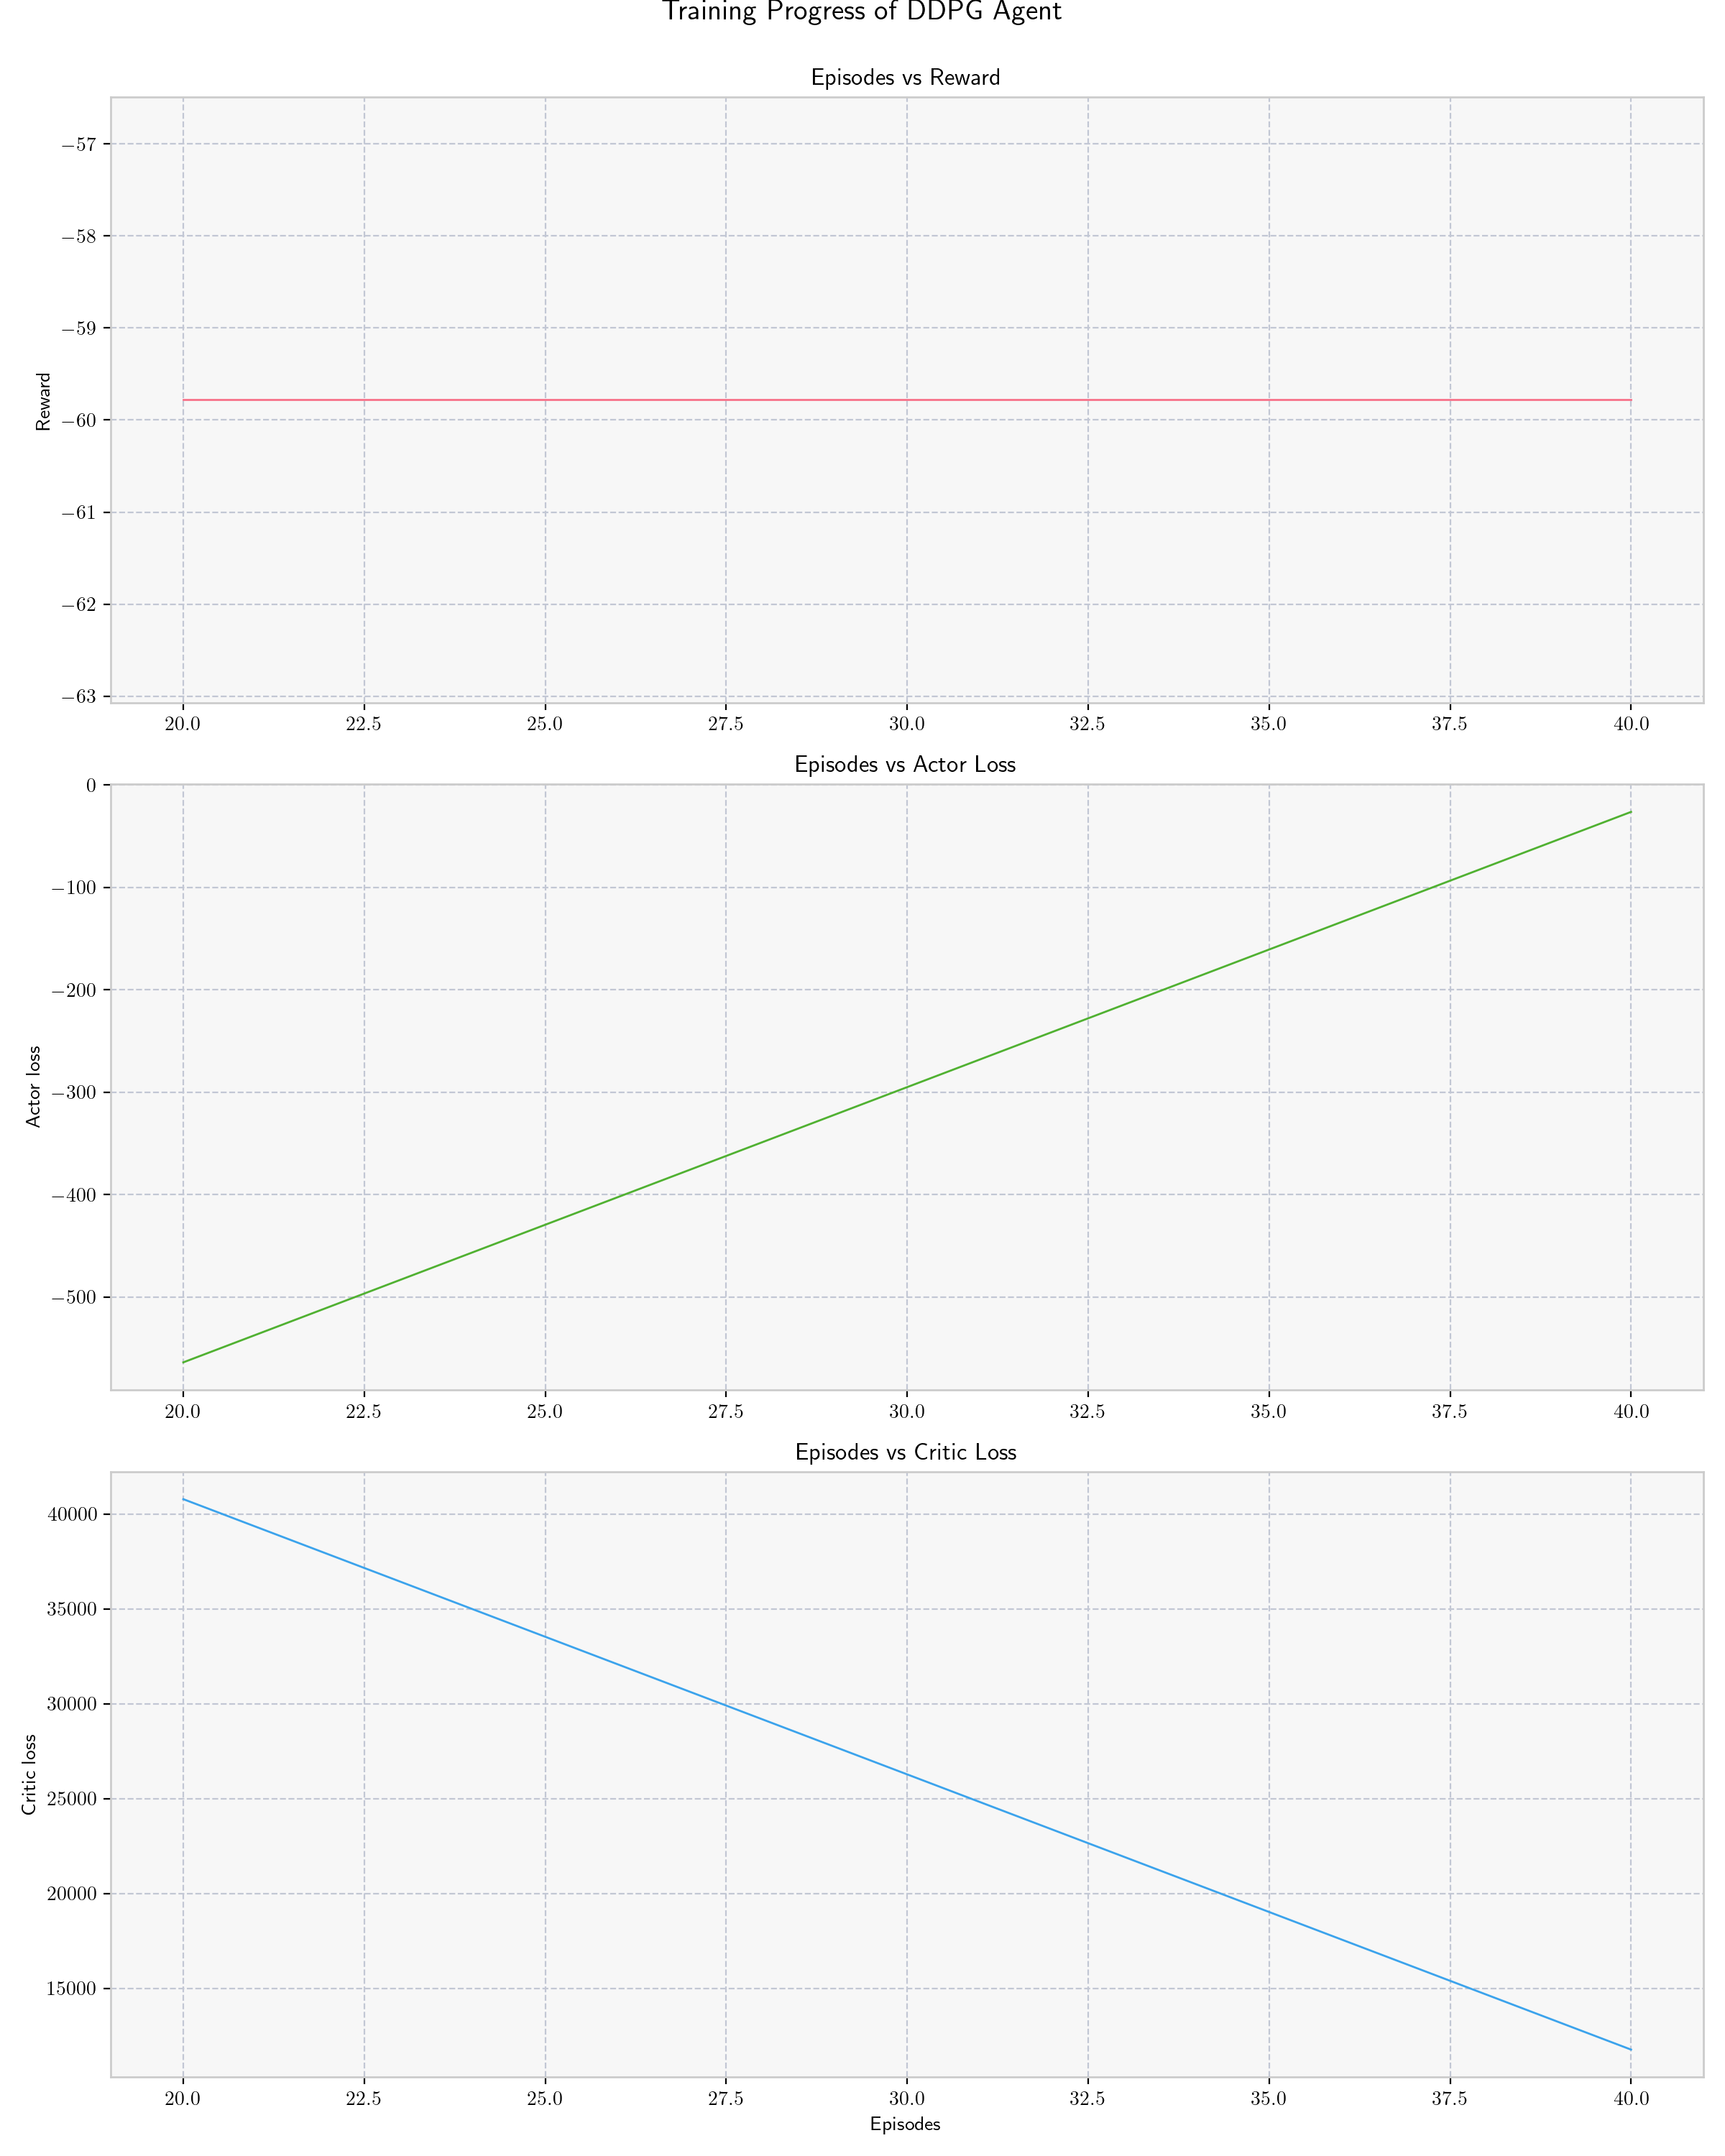 Training Progress of DDPG Agent
Episodes vs Reward
−57
−58
−59
−60
−61
−62
−63
Reward
20.0 22.5 25.0 27.5 30.0 32.5 35.0 37.5 40.0
Episodes vs Actor Loss
0
−100
−200
−300
−400
−500
Actor loss
20.0 22.5 25.0 27.5 30.0 32.5 35.0 37.5 40.0
Episodes vs Critic Loss
40000
35000
30000
25000
20000
15000
Critic loss
20.0 22.5 25.0 27.5 30.0 32.5 35.0 37.5 40.0
Episodes